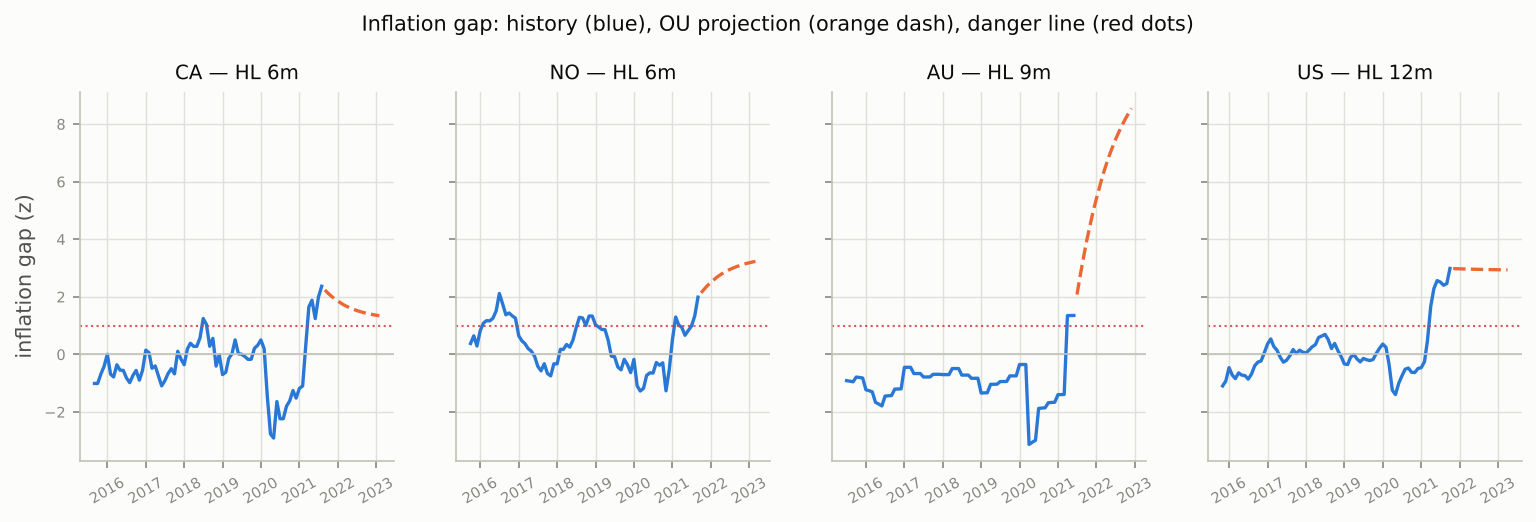 Inflation gap: history (blue), OU projection (orange dash), danger line (red dots)
CA — HL 6m
NO — HL 6m
AU — HL 9m
US — HL 12m
inflation gap (z)
8
6
4
2
0
−2
2016 2017 2018 2019 2020 2021 2022 2023
2016 2017 2018 2019 2020 2021 2022 2023
2016 2017 2018 2019 2020 2021 2022 2023
2016 2017 2018 2019 2020 2021 2022 2023